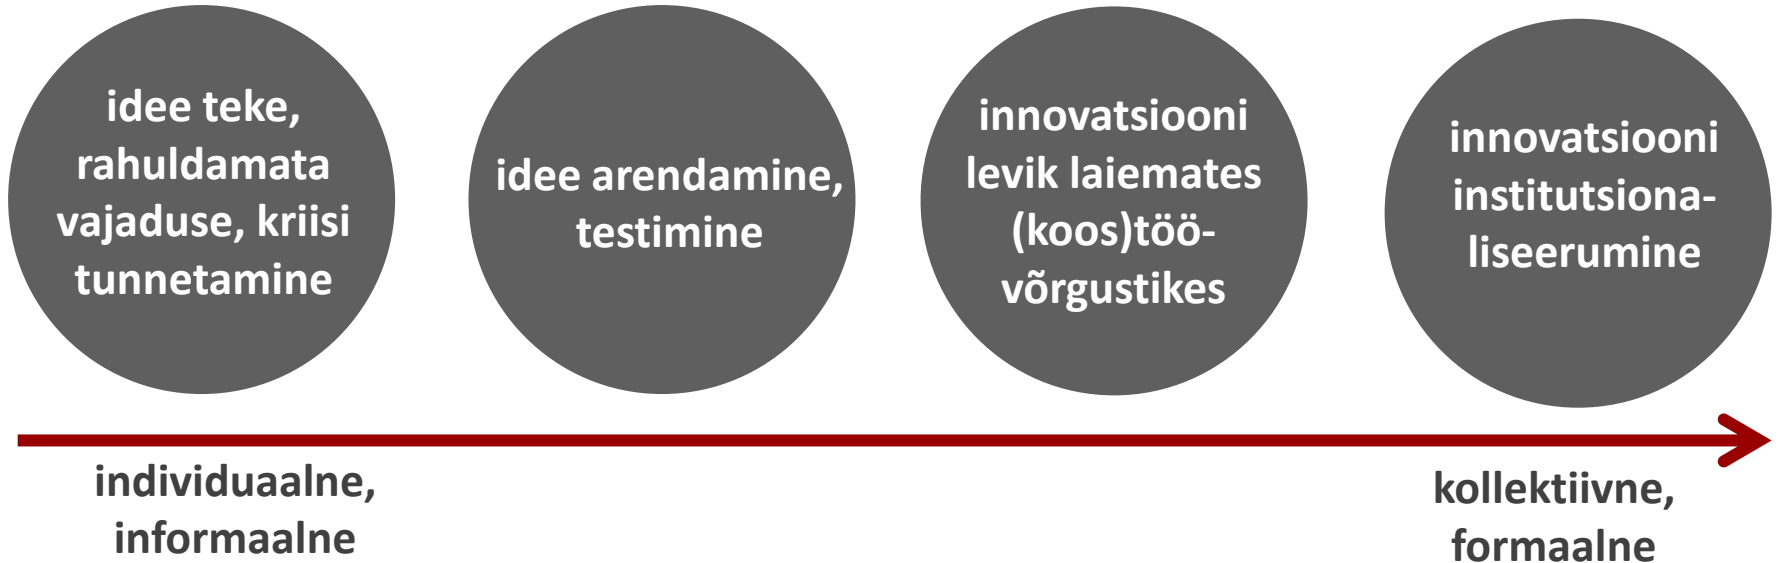 idee teke,
rahuldamata
vajaduse, kriisi
tunnetamine
idee arendamine,
testimine
innovatsiooni
levik laiemates
(koos)töö-
võrgustikes
innovatsiooni
institutsiona-
liseerumine
individuaalne,
informaalne
kollektiivne,
formaalne